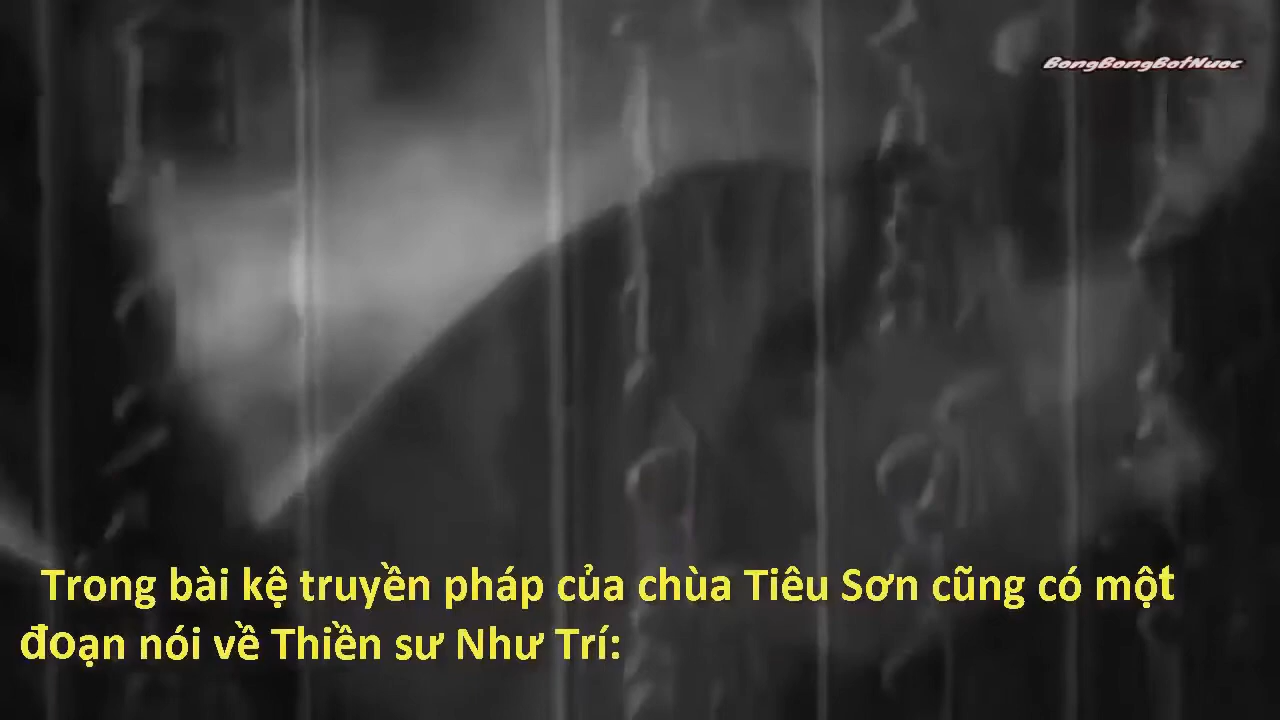 BongBongBotNuoc
Trong bài kệ truyền pháp của chùa Tiêu Sơn cũng có một
đoạn nói về Thiền sư Như Trí: